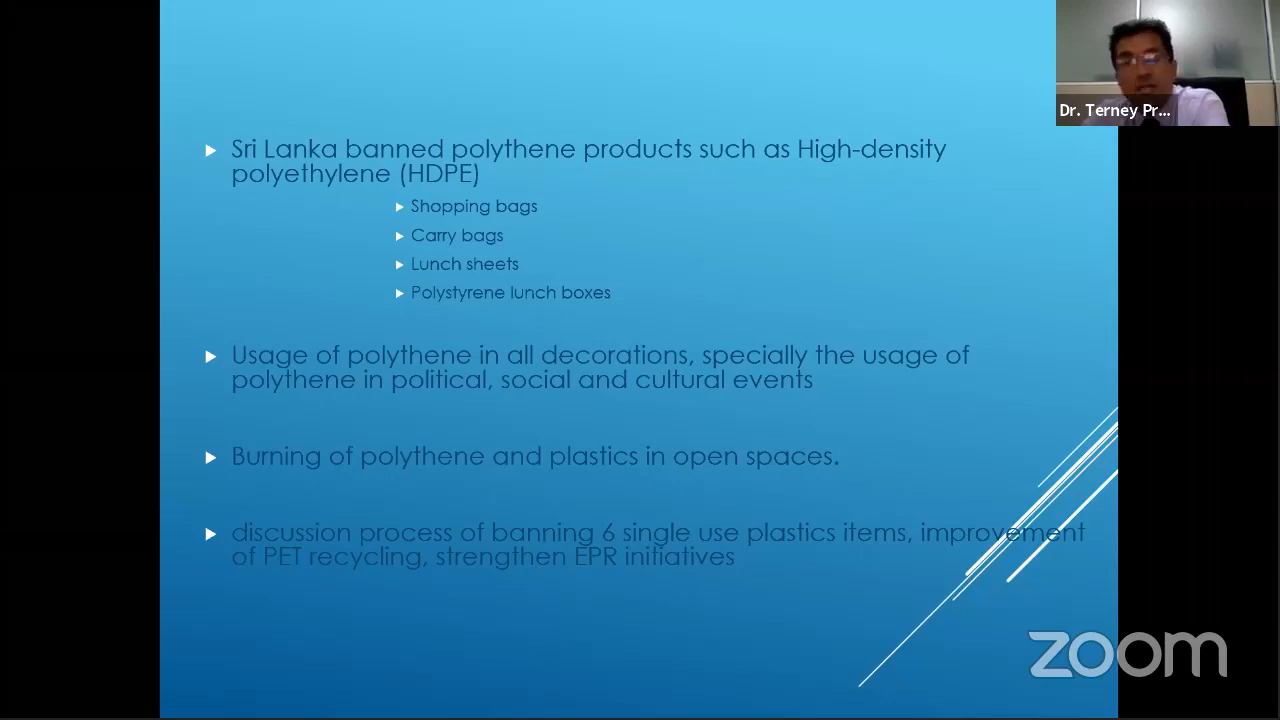 Dr. Terney Pr...
Sri Lanka banned polythene products such as High-density
polyethylene (HDPE)
Shopping bags
Carry bags
Lunch sheets
Polystyrene lunch boxes
Usage of polythene in all decorations, specially the usage of
polythene in political, social and cultural events
Burning of polythene and plastics in open spaces.
discussion process of banning 6 single use plastics items, improvement
of PET recycling, strengthen EPR initiatives
zoom